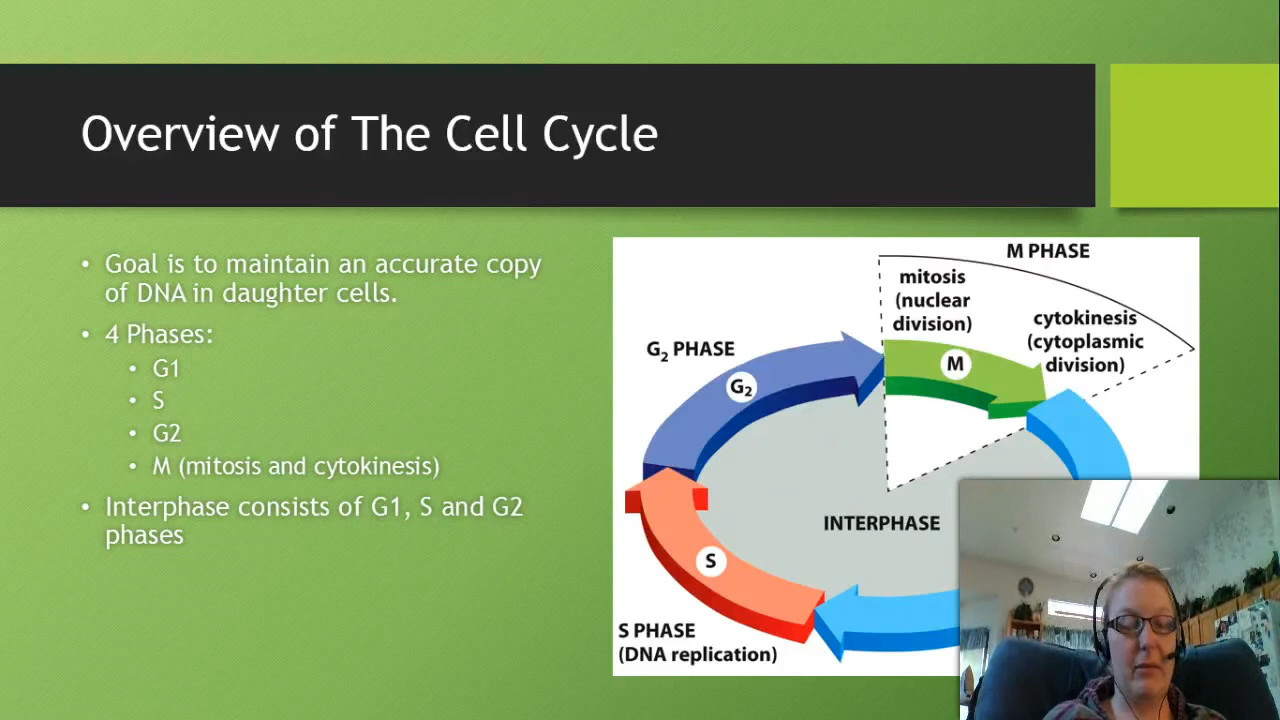 Overview of The Cell Cycle
• Goal is to maintain an accurate copy
of DNA in daughter cells.
• 4 Phases:
• G1
• S
• G2
• M (mitosis and cytokinesis)
• Interphase consists of G1, S and G2
phases
M PHASE
mitosis
(nuclear
division)
cytokinesis
(cytoplasmic
division)
G₂ PHASE
G₂
M
INTERPHASE
S
S PHASE
(DNA replication)